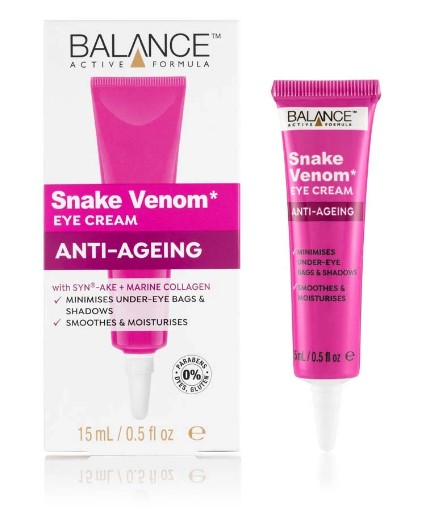 BALANCE™
ACTIVE FORMULA
Snake Venom*
EYE CREAM
ANTI-AGEING
with SYN®-AKE + MARINE COLLAGEN
✓ MINIMISES UNDER-EYE BAGS &
SHADOWS
✓ SMOOTHES & MOISTURISES
PARABENS
0%
DYES, GLUTEN
15 mL / 0.5 fl oz ℮
BALANCE™
ACTIVE FORMULA
Snake
Venom*
EYE CREAM
ANTI-AGEING
✓ MINIMISES
UNDER-EYE
BAGS & SHADOWS
✓ SMOOTHES &
MOISTURISES
5mL / 0.5 fl oz ℮